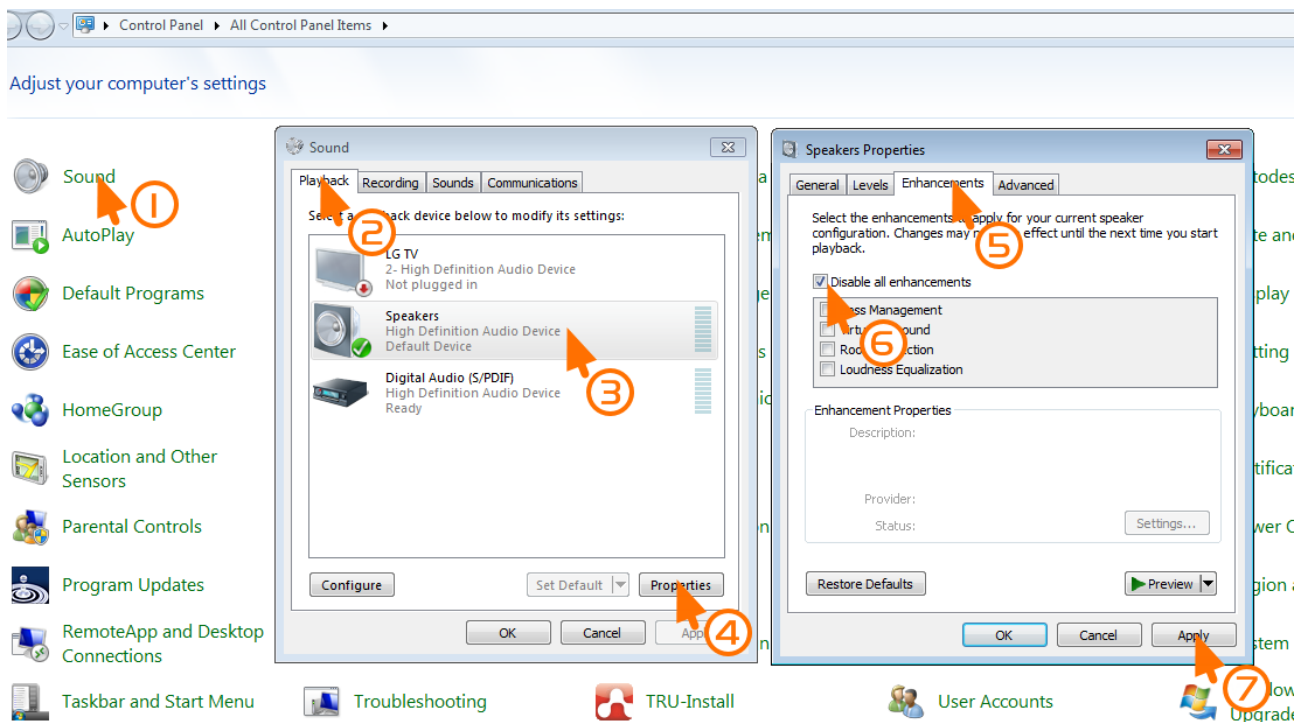 Control Panel ▸ All Control Panel Items ▸
Adjust your computer's settings
Sound
AutoPlay
Default Programs
Ease of Access Center
HomeGroup
Location and Other
Sensors
Parental Controls
Program Updates
RemoteApp and Desktop
Connections
Taskbar and Start Menu
Troubleshooting
TRU-Install
User Accounts
1
Sound
Playback Recording Sounds Communications
2
Select a playback device below to modify its settings:
LG TV
2- High Definition Audio Device
Not plugged in
Speakers
High Definition Audio Device
Default Device
3
Digital Audio (S/PDIF)
High Definition Audio Device
Ready
Configure Set Default Properties
4
OK Cancel Apply
Speakers Properties
General Levels Enhancements Advanced
5
Select the enhancements to apply for your current speaker
configuration. Changes may effect until the next time you start
playback.
Disable all enhancements
6
Bass Management
Virtual Surround
Room Correction
Loudness Equalization
Enhancement Properties
Description:
Provider:
Status:
Settings...
Restore Defaults Preview
OK Cancel Apply
7